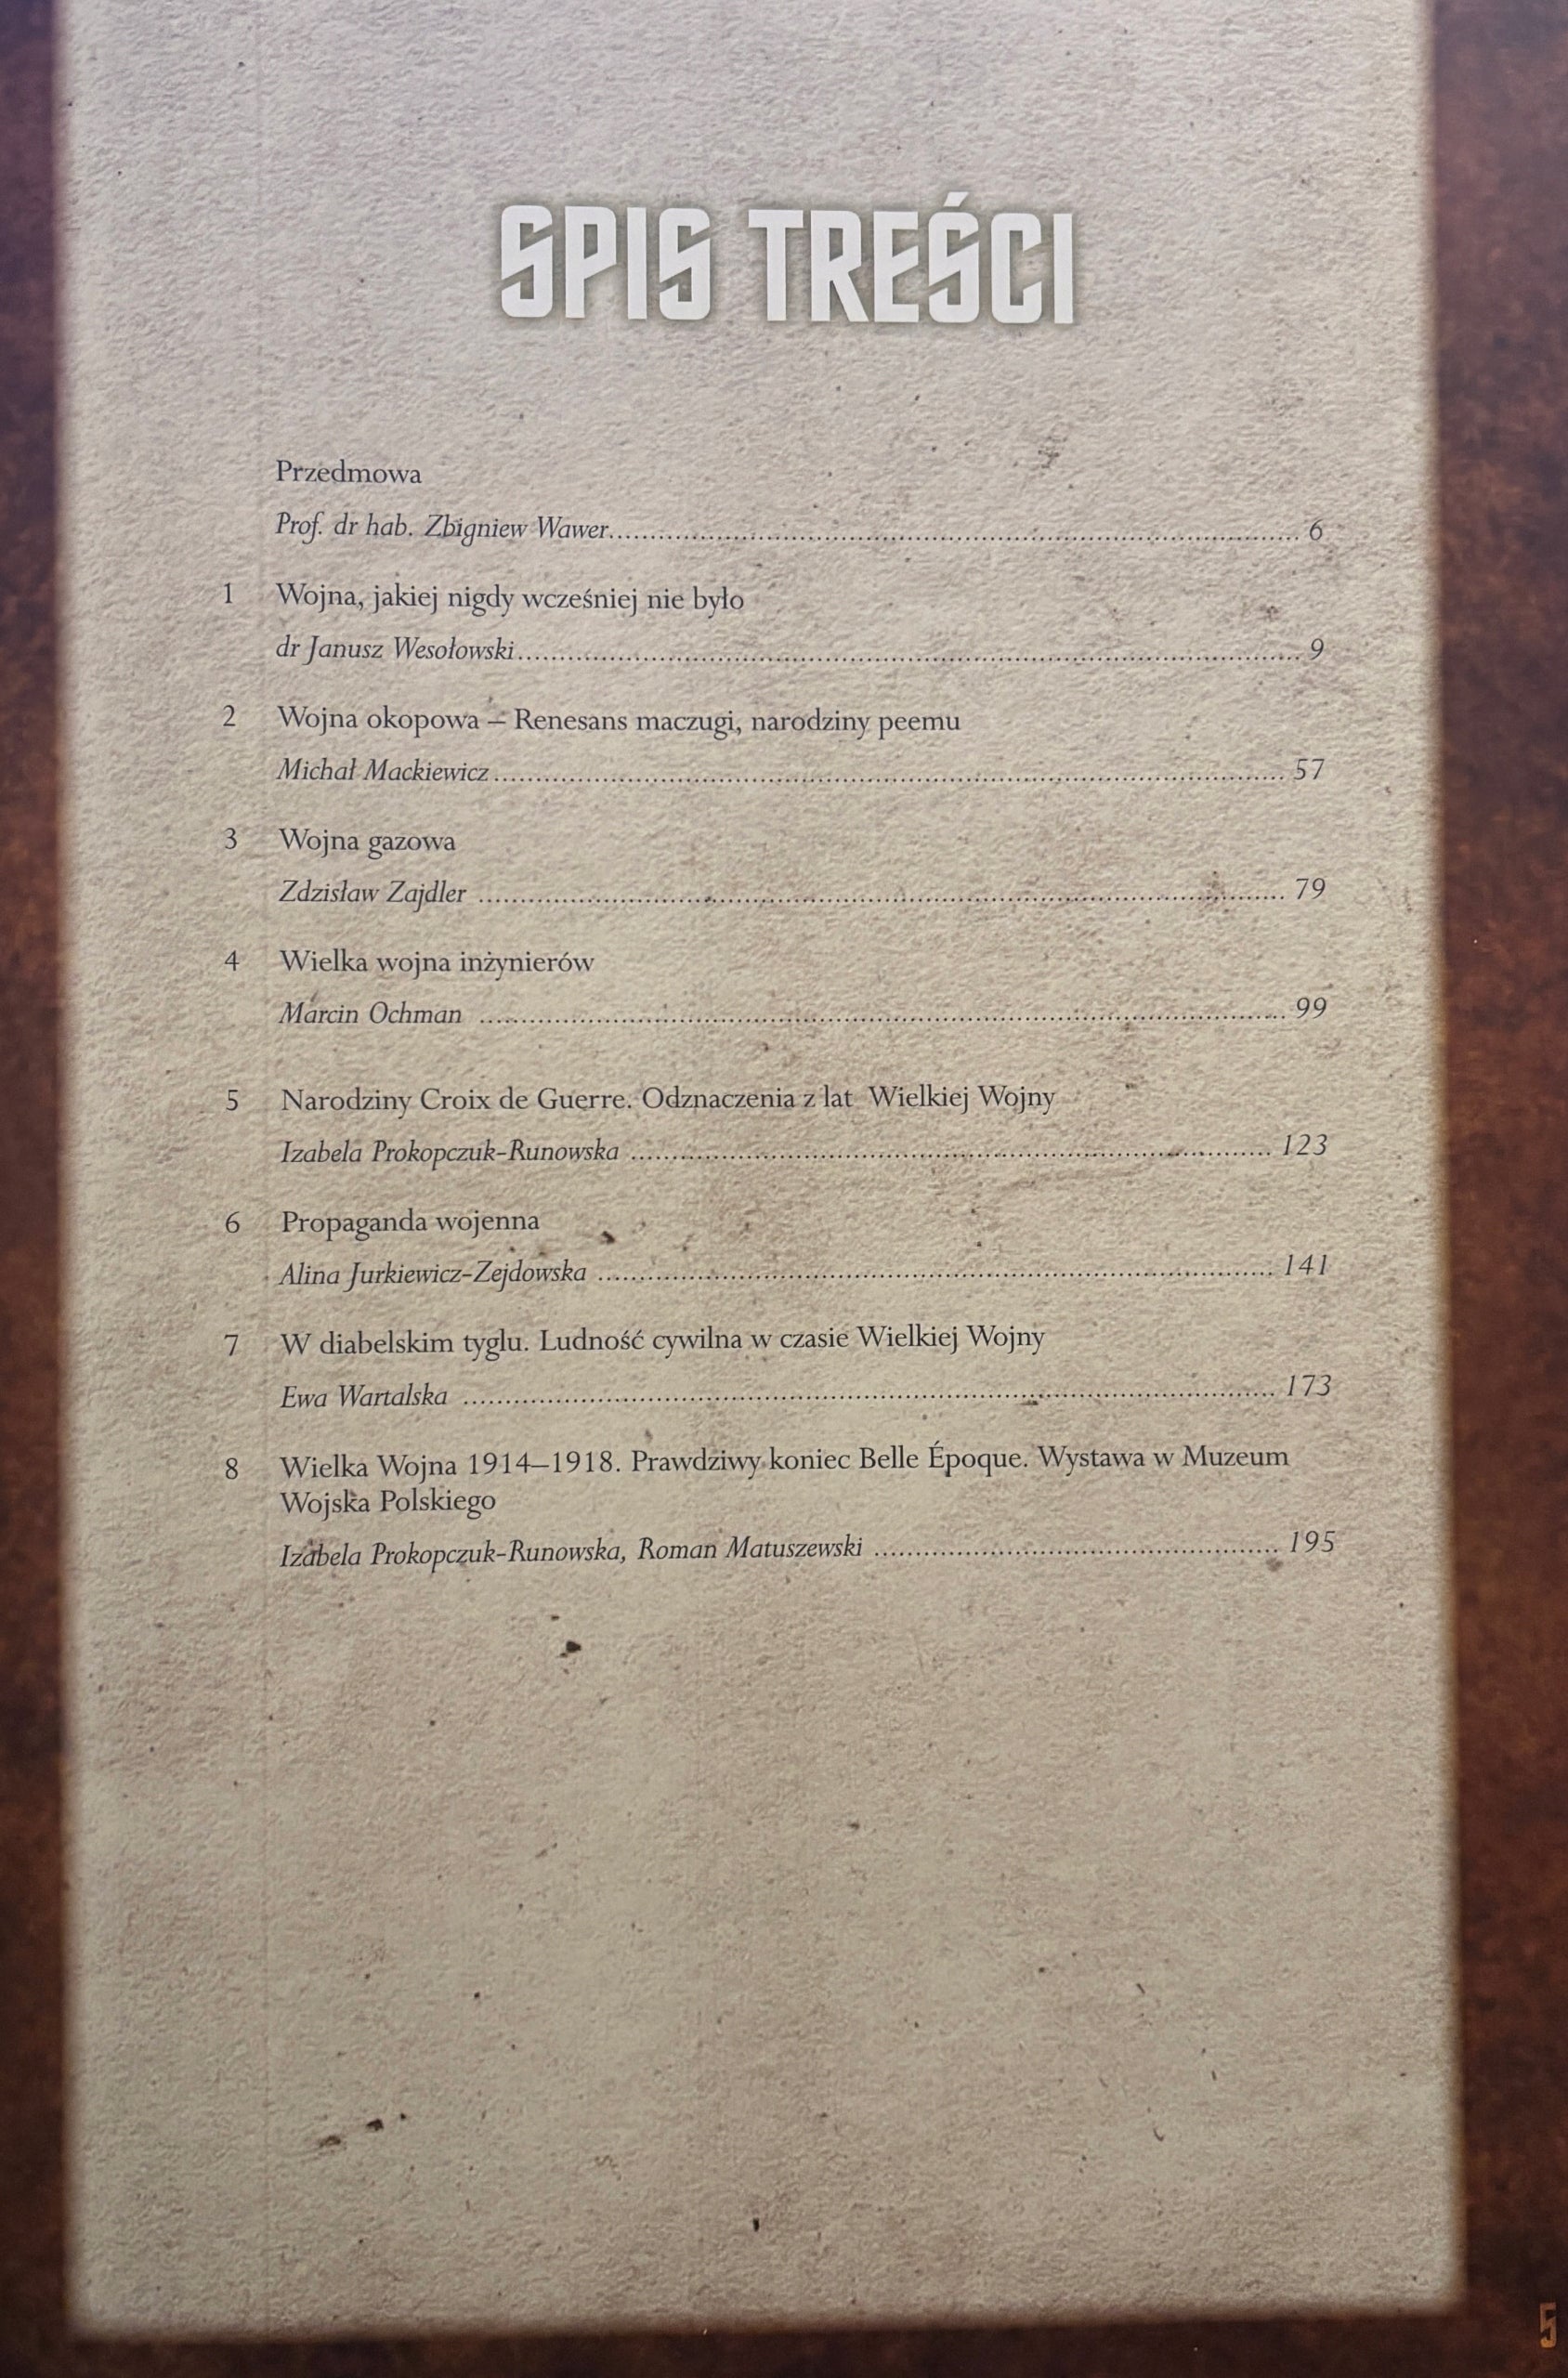 SPIS TREŚCI
Przedmowa
Prof. dr hab. Zbigniew Wawer.......... 6
1 Wojna, jakiej nigdy wcześniej nie było
dr Janusz Wesołowski.......... 9
2 Wojna okopowa – Renesans maczugi, narodziny peemu
Michał Mackiewicz.......... 57
3 Wojna gazowa
Zdzisław Zajdler .......... 79
4 Wielka wojna inżynierów
Marcin Ochman .......... 99
5 Narodziny Croix de Guerre. Odznaczenia z lat Wielkiej Wojny
Izabela Prokopczuk-Runowska .......... 123
6 Propaganda wojenna
Alina Jurkiewicz-Zejdowska .......... 141
7 W diabelskim tyglu. Ludność cywilna w czasie Wielkiej Wojny
Ewa Wartalska .......... 173
8 Wielka Wojna 1914–1918. Prawdziwy koniec Belle Époque. Wystawa w Muzeum
Wojska Polskiego
Izabela Prokopczuk-Runowska, Roman Matuszewski .......... 195
5